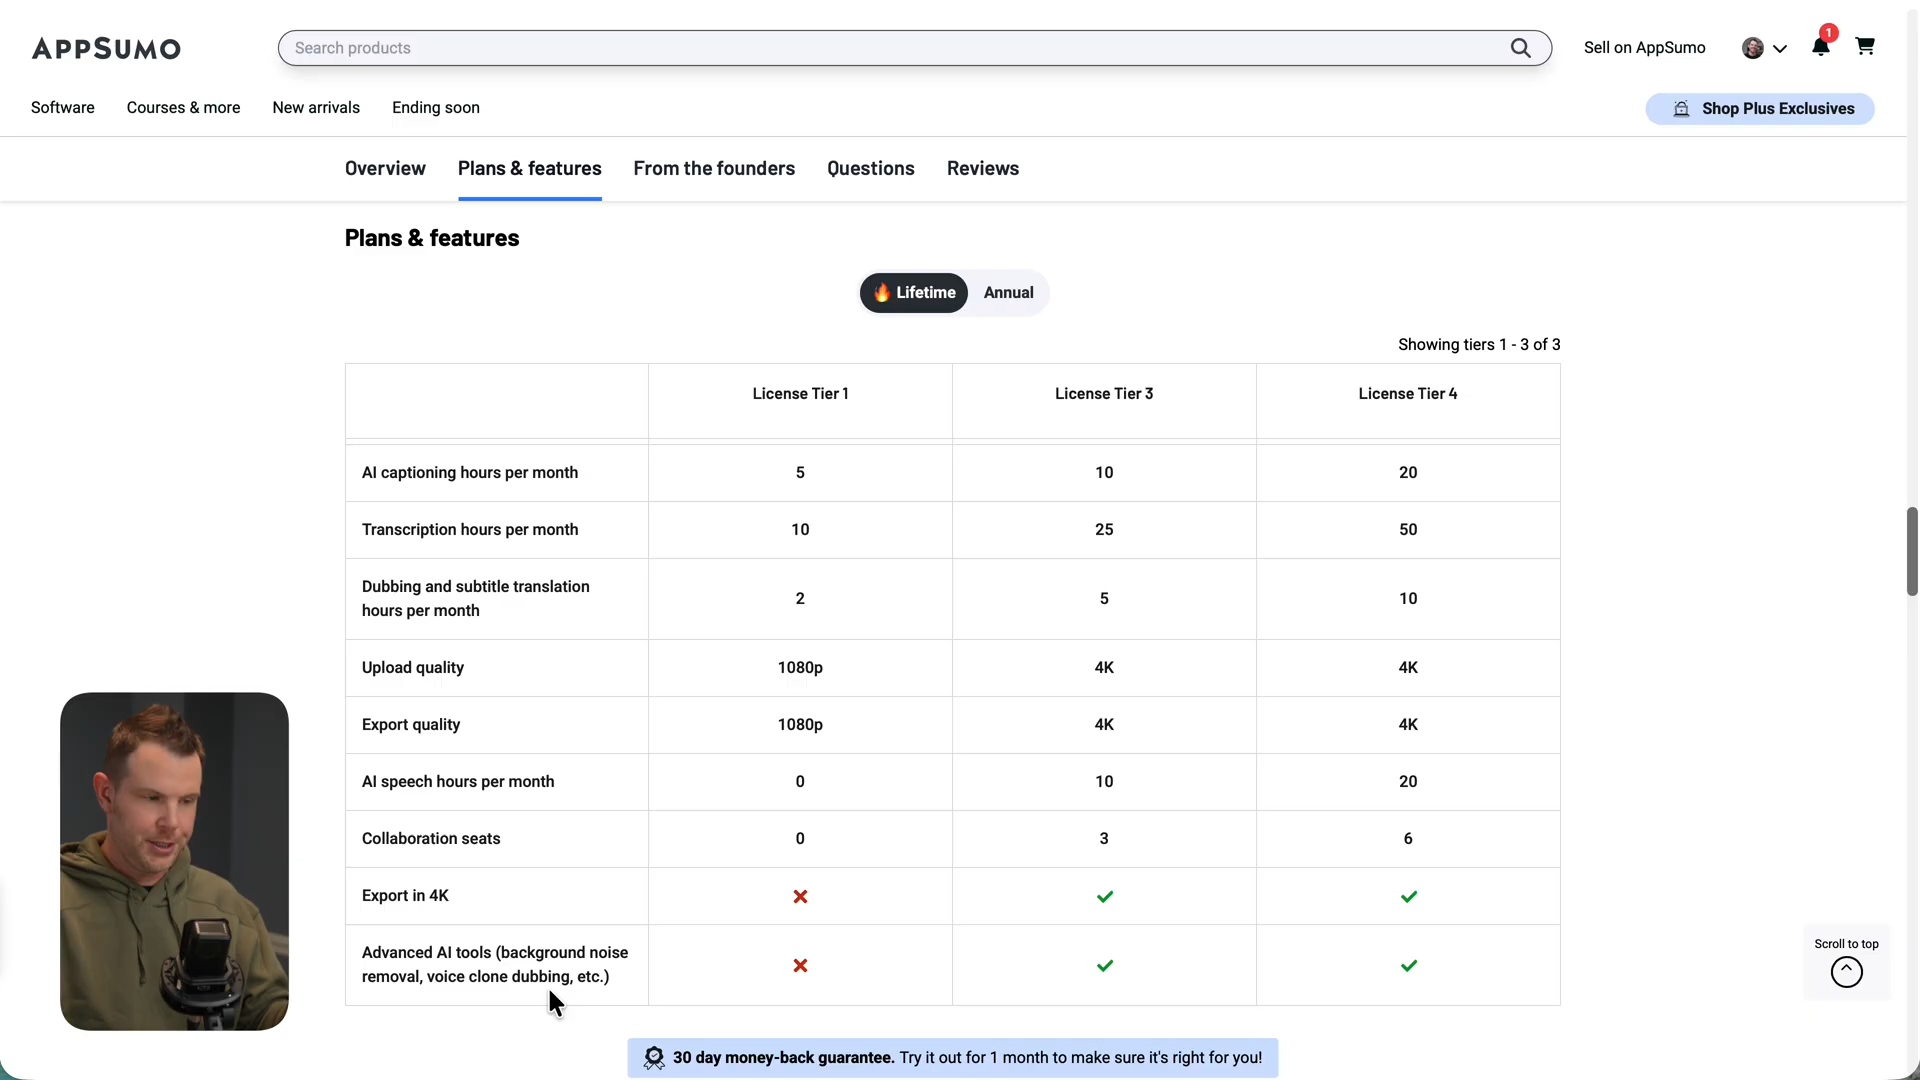 APPSUMO
Search products
Sell on AppSumo
1
Software
Courses & more
New arrivals
Ending soon
Shop Plus Exclusives
Overview
Plans & features
From the founders
Questions
Reviews
Plans & features
🔥 Lifetime
Annual
Showing tiers 1 - 3 of 3
License Tier 1
License Tier 3
License Tier 4
AI captioning hours per month
5
10
20
Transcription hours per month
10
25
50
Dubbing and subtitle translation
hours per month
2
5
10
Upload quality
1080p
4K
4K
Export quality
1080p
4K
4K
AI speech hours per month
0
10
20
Collaboration seats
0
3
6
Export in 4K
Advanced AI tools (background noise
removal, voice clone dubbing, etc.)
Scroll to top
30 day money-back guarantee. Try it out for 1 month to make sure it's right for you!